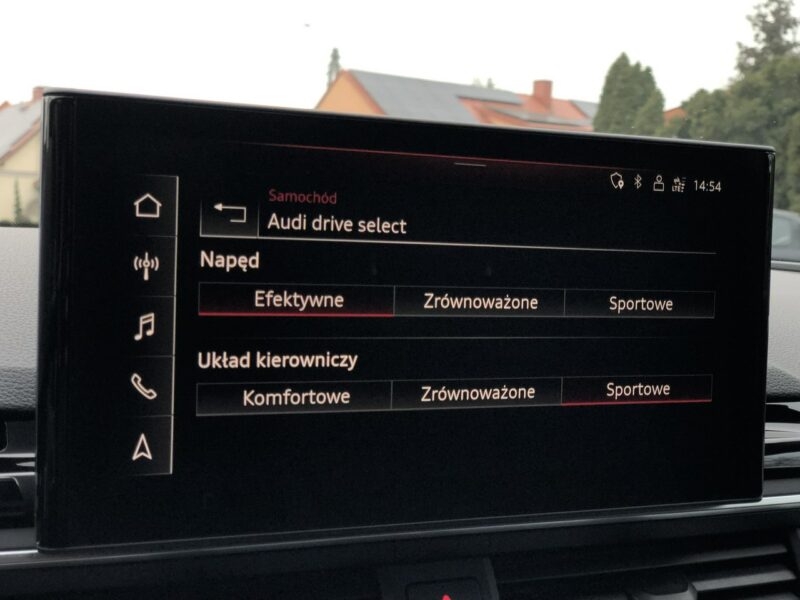 14:54
Samochód
Audi drive select
Napęd
Efektywne Zrównoważone Sportowe
Układ kierowniczy
Komfortowe Zrównoważone Sportowe